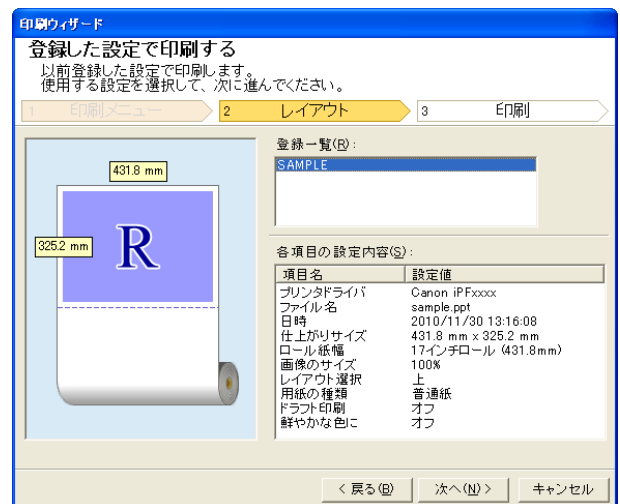 印刷ウィザード
登録した設定で印刷する
以前登録した設定で印刷します。
使用する設定を選択して、次に進んでください。
1 印刷メニュー 2 レイアウト 3 印刷
登録一覧(R):
SAMPLE
431.8 mm
325.2 mm
R
各項目の設定内容(S):
項目名 設定値
プリンタドライバ Canon iPFxxxx
ファイル名 sample.ppt
日時 2010/11/30 13:16:08
仕上がりサイズ 431.8 mm x 325.2 mm
ロール紙幅 17インチロール (431.8mm)
画像のサイズ 100%
レイアウト選択 上
用紙の種類 普通紙
ドラフト印刷 オフ
鮮やかな色に オフ
< 戻る(B) 次へ(N) > キャンセル